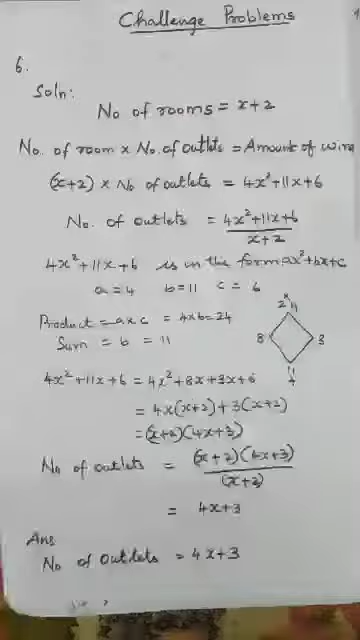 Challenge Problems
6.
Soln:
No of rooms = x+2
No. of room x No. of outlets = Amount of wire
(x+2) x No of outlets = 4x²+11x+6
No. of outlets = 4x²+11x+6
x+2
4x²+11x+6 is in the form ax²+bx+c
a=4 b=11 c=6
24
Product = axc = 4x6=24
8 3
Sum = b = 11
11
4x²+11x+6 = 4x²+8x+3x+6
= 4x(x+2)+3(x+2)
= (x+2)(4x+3)
No of outlets = (x+2)(4x+3)
(x+2)
= 4x+3
Ans
No of outlets = 4x+3